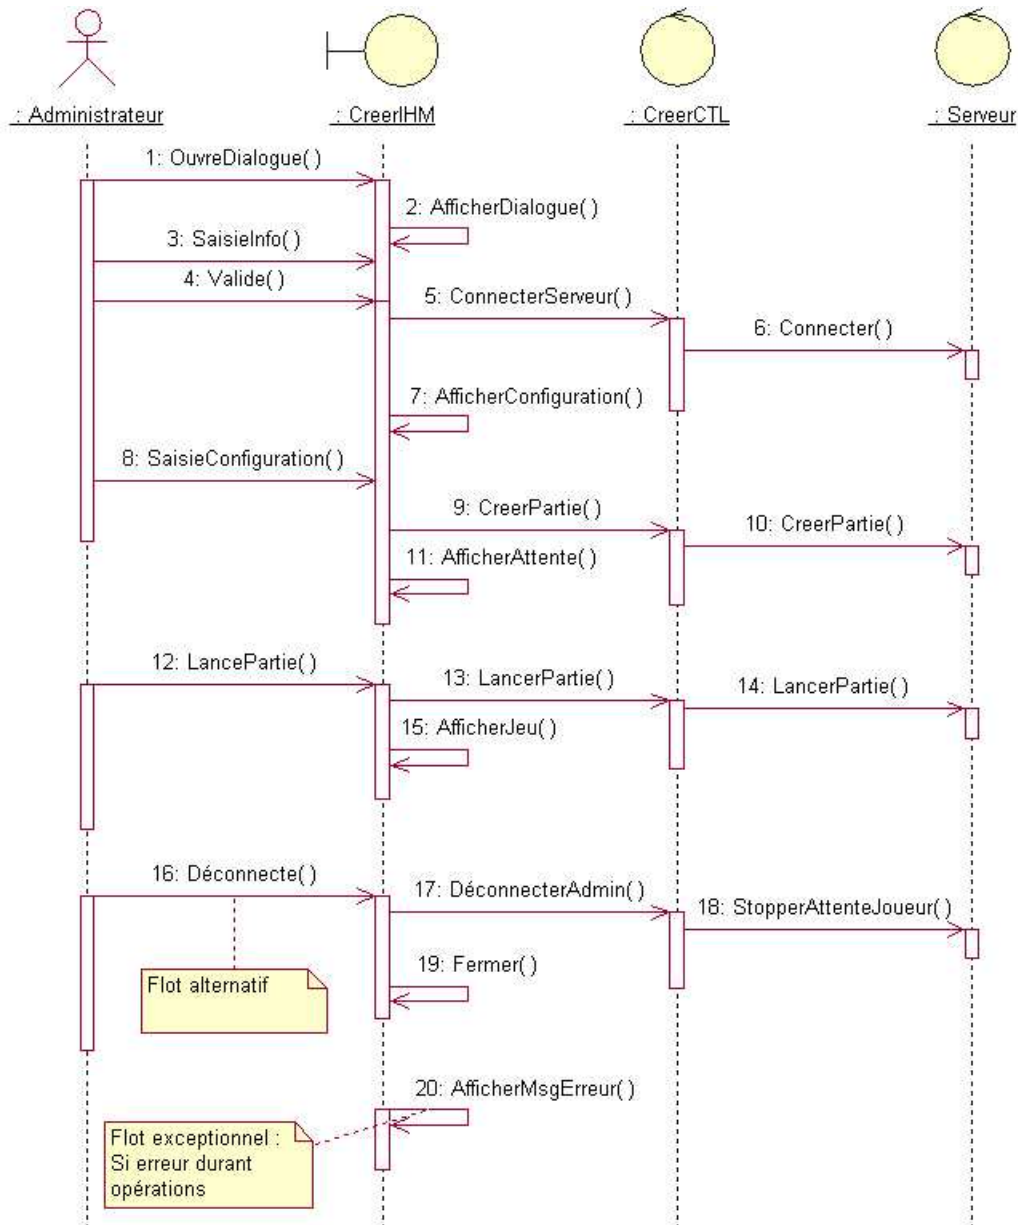 : Administrateur
: CreerIHM
: CreerCTL
: Serveur
1: OuvreDialogue( )
2: AfficherDialogue( )
3: SaisieInfo( )
4: Valide( )
5: ConnecterServeur( )
6: Connecter( )
7: AfficherConfiguration( )
8: SaisieConfiguration( )
9: CreerPartie( )
10: CreerPartie( )
11: AfficherAttente( )
12: LancePartie( )
13: LancerPartie( )
14: LancerPartie( )
15: AfficherJeu( )
16: Déconnecte( )
17: DéconnecterAdmin( )
18: StopperAttenteJoueur( )
Flot alternatif
19: Fermer( )
20: AfficherMsgErreur( )
Flot exceptionnel :
Si erreur durant
opérations